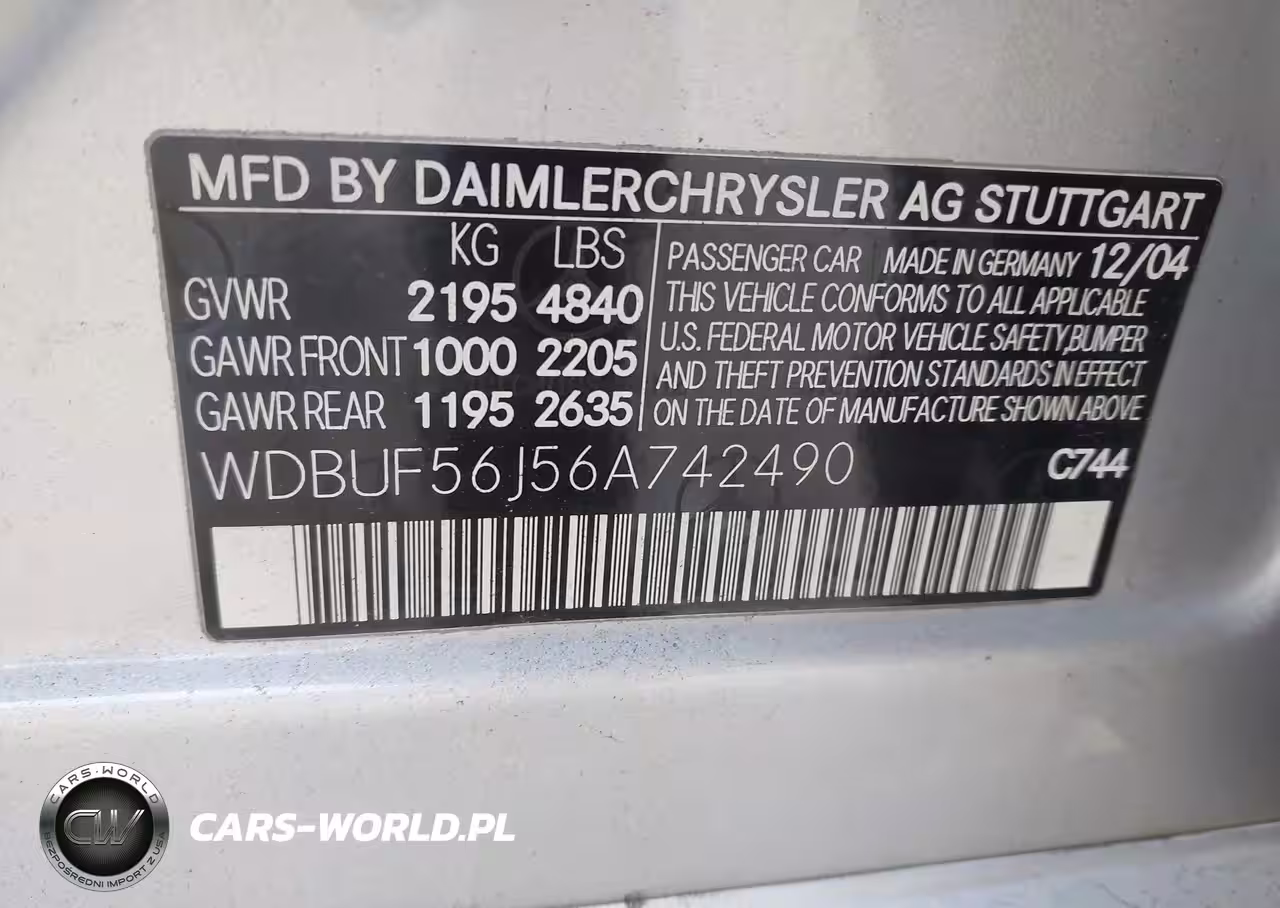 MFD BY DAIMLERCHRYSLER AG STUTTGART
KG LBS
GVWR 2195 4840
GAWR FRONT 1000 2205
GAWR REAR 1195 2635
PASSENGER CAR MADE IN GERMANY 12/04
THIS VEHICLE CONFORMS TO ALL APPLICABLE
U.S. FEDERAL MOTOR VEHICLE SAFETY, BUMPER
AND THEFT PREVENTION STANDARDS IN EFFECT
ON THE DATE OF MANUFACTURE SHOWN ABOVE
WDBUF56J56A742490 C744
CARS-WORLD
CW
BEZPOŚREDNI IMPORT Z USA
CARS-WORLD.PL